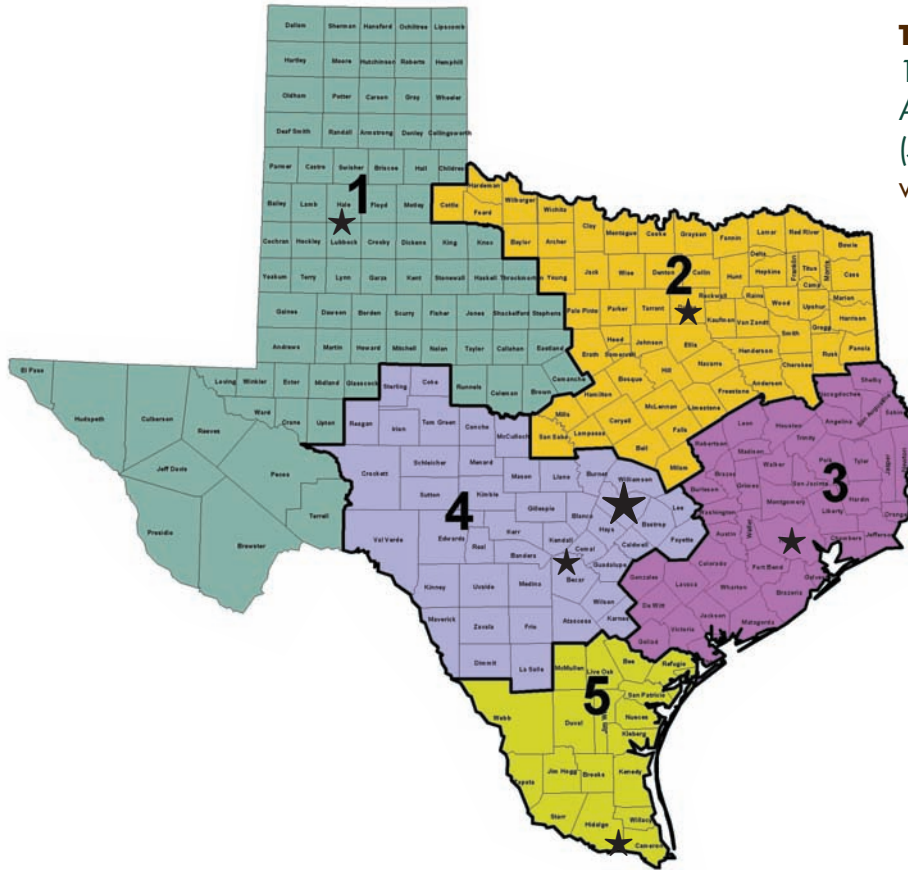 Dallam Sherman Hansford Ochiltree Lipscomb
Hartley Moore Hutchinson Roberts Hemphill
Oldham Potter Carson Gray Wheeler
Deaf Smith Randall Armstrong Donley Collingsworth
Parmer Castro Swisher Briscoe Hall Childress
1
Bailey Lamb Hale Floyd Motley
Cochran Hockley Lubbock Crosby Dickens King Knox
Yoakum Terry Lynn Garza Kent Stonewall Haskell Throckmorton
Gaines Dawson Borden Scurry Fisher Jones Shackelford Stephens
Andrews Martin Howard Mitchell Nolan Taylor Callahan Eastland
El Paso Loving Winkler Ector Midland Glasscock Runnels Coleman Brown Comanche
Hudspeth Culberson Reeves Ward Crane Upton
Jeff Davis Pecos
Presidio Brewster Terrell
Cottle Hardeman Foard Wilbarger Wichita
Clay Montague Cooke Grayson Fannin Lamar Red River Bowie
Baylor Archer Delta Franklin Titus Morris Cass
2
Young Jack Wise Denton Collin Hunt Hopkins Camp
Rockwall Rains Wood Upshur Marion
Palo Pinto Parker Tarrant Kaufman Van Zandt Smith Gregg Harrison
Hood Somervell Johnson Ellis Henderson Rusk Panola
Erath Bosque Hill Navarro Anderson Cherokee
Hamilton McLennan Limestone Freestone
Mills Coryell Falls
San Saba Lampasas Bell Milam
Shelby
Leon Houston Angelina
Robertson Madison Trinity Sabine
Brazos Grimes Walker Polk Tyler Jasper Newton
3
Burleson San Jacinto Hardin
Washington Montgomery Liberty Orange
Austin Waller Chambers Jefferson
Colorado Fort Bend
Gonzales Lavaca Wharton Brazoria
De Witt Jackson Matagorda
Goliad Victoria
Sterling Coke
Reagan Irion Tom Green Concho McCulloch
Crockett Schleicher Menard Mason Llano Burnet Williamson
4
Sutton Kimble Gillespie Blanco Lee
Val Verde Edwards Real Kerr Kendall Hays Bastrop Fayette
Bandera Comal Caldwell
Kinney Uvalde Medina Bexar Guadalupe
Maverick Zavala Frio Atascosa Wilson Karnes
Dimmit La Salle
McMullen Live Oak Bee Refugio
5
Webb Duval Jim W San Patricio
Nueces
Kleberg
Zapata Jim Hogg Brooks Kenedy
Starr Hidalgo Willacy
Cameron